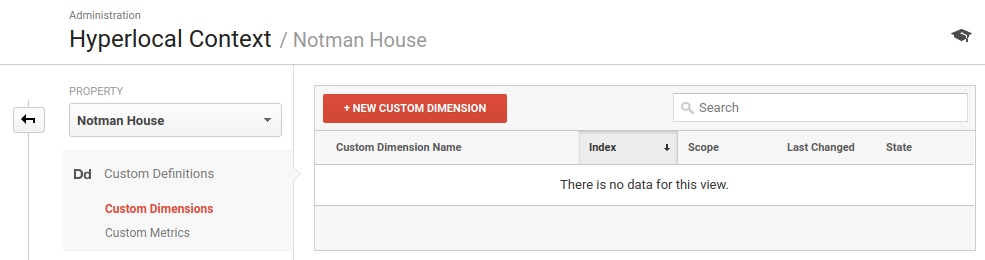 Administration
Hyperlocal Context / Notman House
PROPERTY
Notman House
Dd Custom Definitions
Custom Dimensions
Custom Metrics
+ NEW CUSTOM DIMENSION
Search
Custom Dimension Name Index Scope Last Changed State
There is no data for this view.